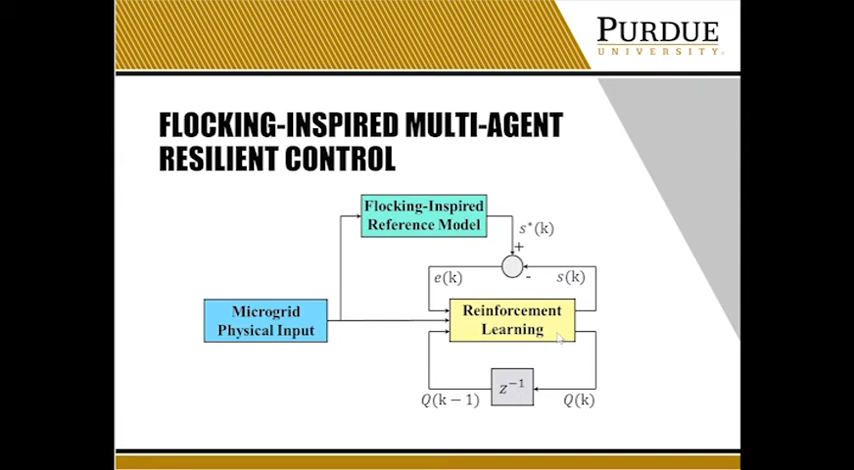 PURDUE
UNIVERSITY
FLOCKING-INSPIRED MULTI-AGENT
RESILIENT CONTROL
Flocking-Inspired
Reference Model
s*(k)
+
e(k)
-
s(k)
Microgrid
Physical Input
Reinforcement
Learning
z⁻¹
Q(k − 1)
Q(k)